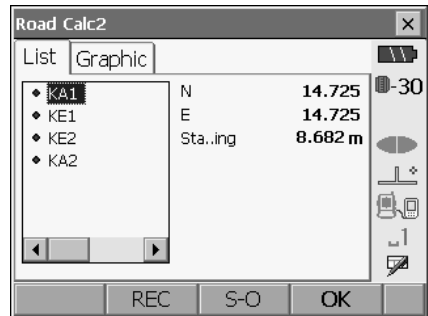 Road Calc2
List Graphic
KA1 N 14.725
KE1 E 14.725
KE2 Sta..ing 8.682 m
KA2
-30
1
REC S-O OK